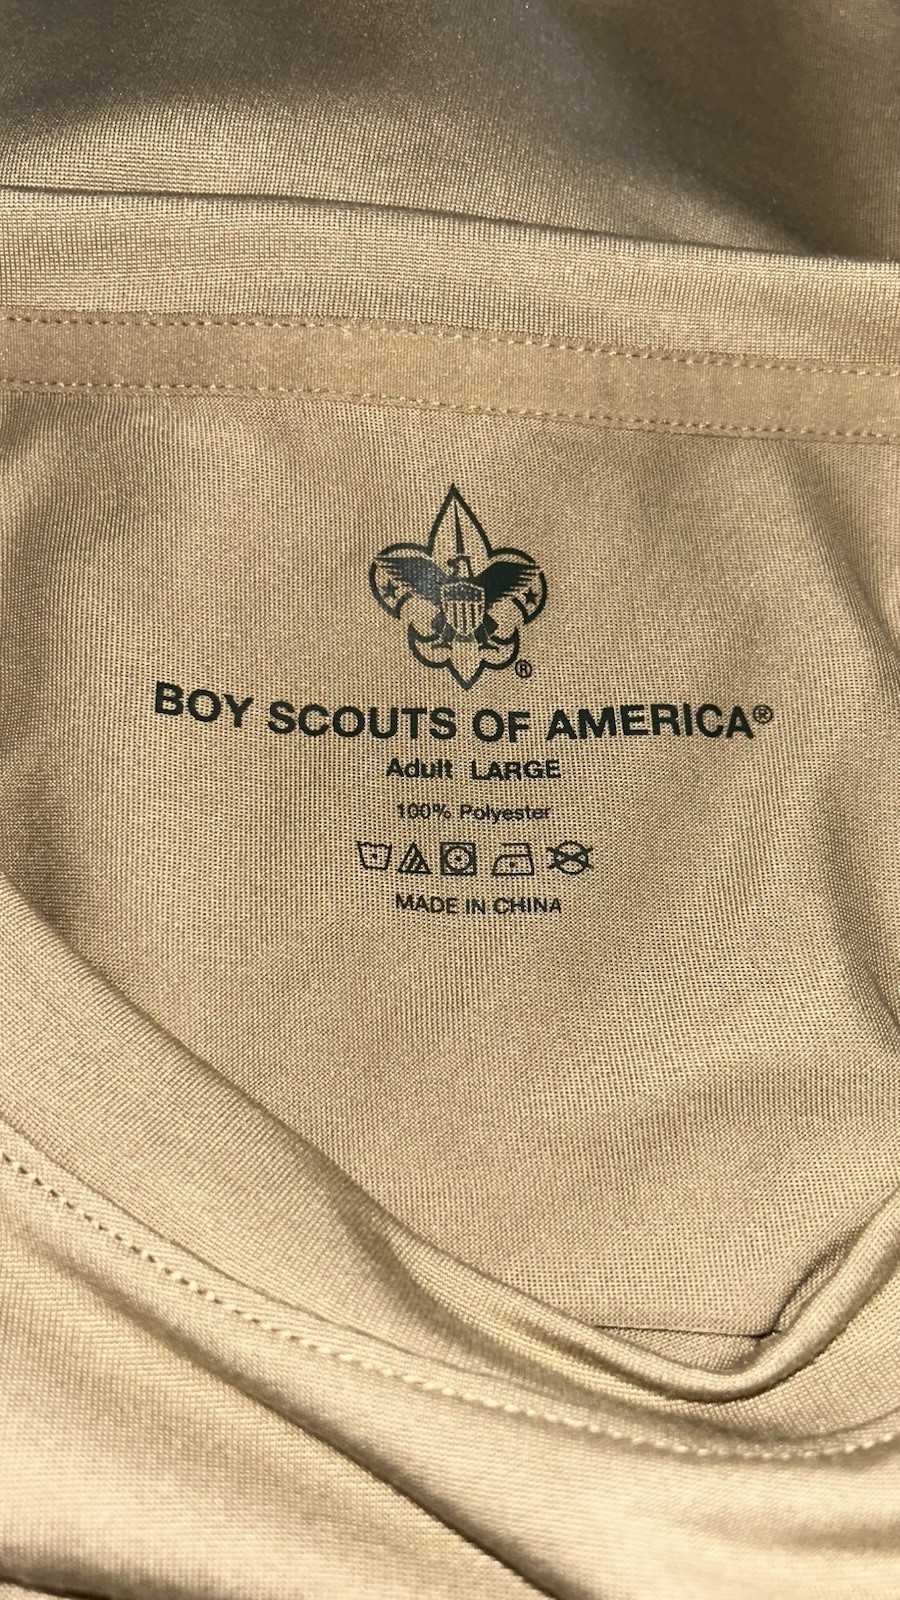 ®
BOY SCOUTS OF AMERICA®
Adult LARGE
100% Polyester
MADE IN CHINA